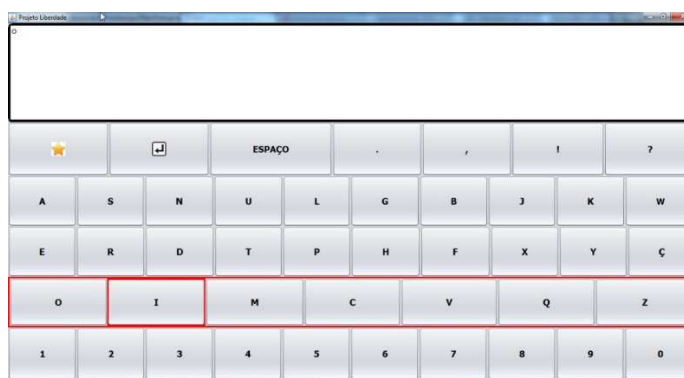 Projeto Liberdade
O
ESPAÇO . , ! ?
A S N U L G B J K W
E R D T P H F X Y Ç
O I M C V Q Z
1 2 3 4 5 6 7 8 9 0